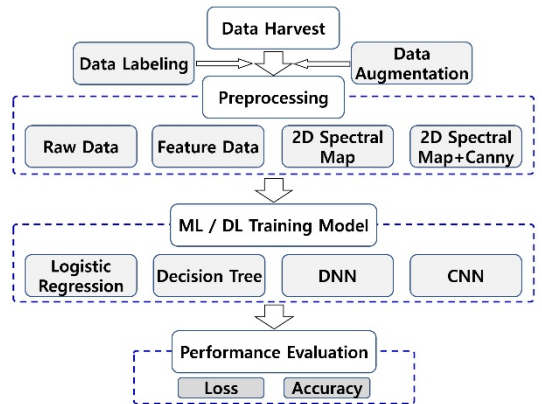 Data Harvest
Data Labeling
Data
Augmentation
Preprocessing
Raw Data
Feature Data
2D Spectral
Map
2D Spectral
Map+Canny
ML / DL Training Model
Logistic
Regression
Decision Tree
DNN
CNN
Performance Evaluation
Loss
Accuracy